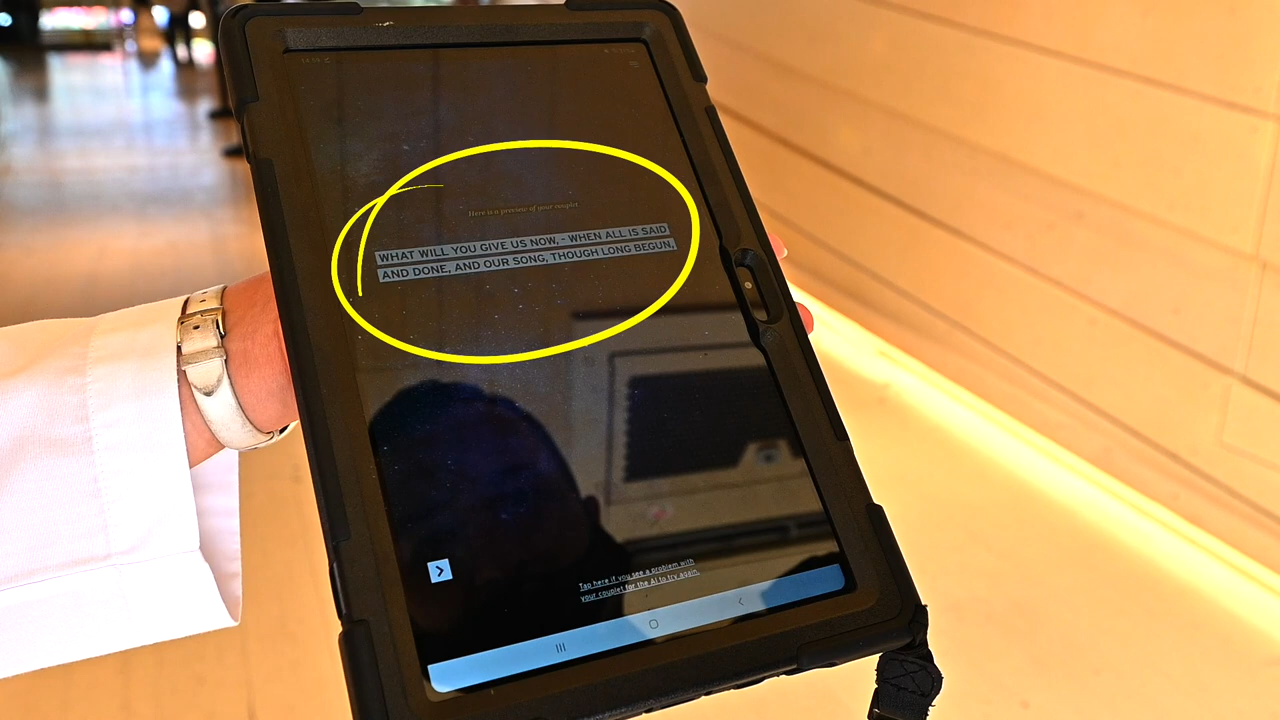 Here is a preview of your couplet
WHAT WILL YOU GIVE US NOW, - WHEN ALL IS SAID
AND DONE, AND OUR SONG, THOUGH LONG BEGUN,
Tap here if you see a problem with
your couplet for the AI to try again.